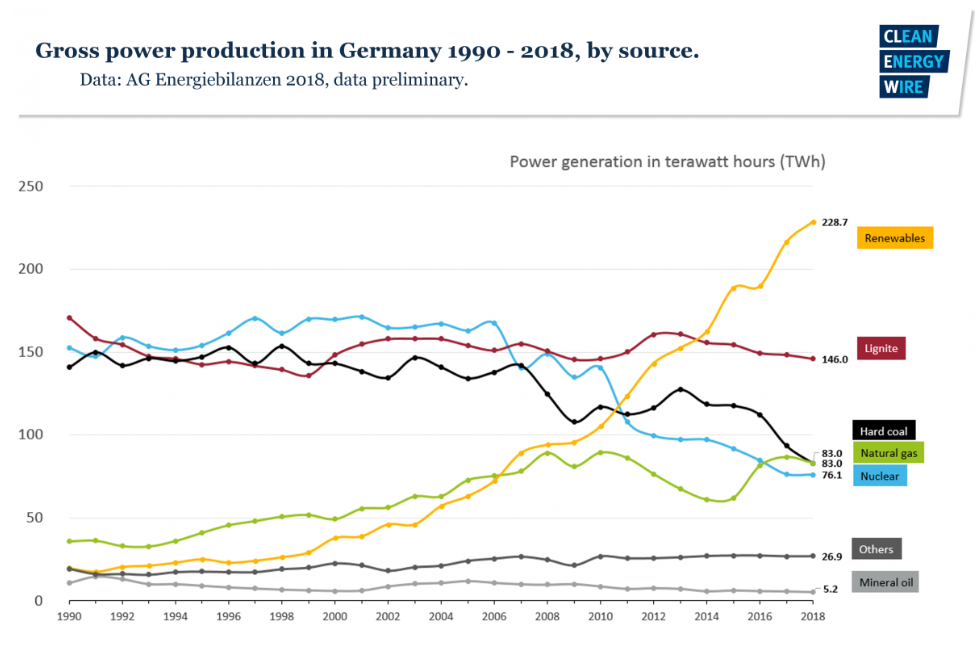 Gross power production in Germany 1990 - 2018, by source.
Data: AG Energiebilanzen 2018, data preliminary.
CLEAN
ENERGY
WIRE
Power generation in terawatt hours (TWh)
250
200
150
100
50
0
228.7
Renewables
146.0
Lignite
83.0
Hard coal
83.0
Natural gas
76.1
Nuclear
26.9
Others
5.2
Mineral oil
1990 1992 1994 1996 1998 2000 2002 2004 2006 2008 2010 2012 2014 2016 2018